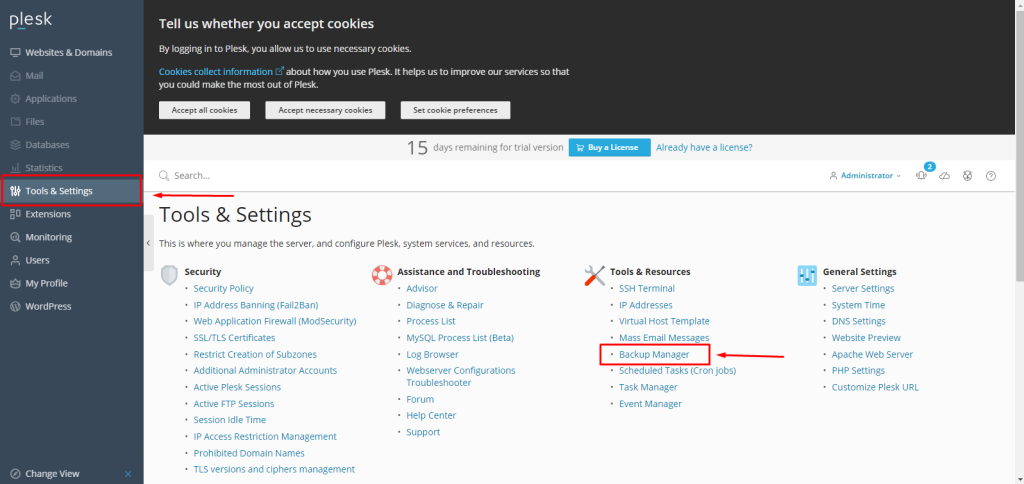 plesk
Websites & Domains
Mail
Applications
Files
Databases
Statistics
Tools & Settings
Extensions
Monitoring
Users
My Profile
WordPress
Change View
Tell us whether you accept cookies
By logging in to Plesk, you allow us to use necessary cookies.
Cookies collect information about how you use Plesk. It helps us to improve our services so that
you could make the most out of Plesk.
Accept all cookies
Accept necessary cookies
Set cookie preferences
15 days remaining for trial version Buy a License Already have a license?
Search...
Administrator
2
Tools & Settings
This is where you manage the server, and configure Plesk, system services, and resources.
Security
Security Policy
IP Address Banning (Fail2Ban)
Web Application Firewall (ModSecurity)
SSL/TLS Certificates
Restrict Creation of Subzones
Additional Administrator Accounts
Active Plesk Sessions
Active FTP Sessions
Session Idle Time
IP Access Restriction Management
Prohibited Domain Names
TLS versions and ciphers management
Assistance and Troubleshooting
Advisor
Diagnose & Repair
Process List
MySQL Process List (Beta)
Log Browser
Webserver Configurations
Troubleshooter
Forum
Help Center
Support
Tools & Resources
SSH Terminal
IP Addresses
Virtual Host Template
Mass Email Messages
Backup Manager
Scheduled Tasks (Cron jobs)
Task Manager
Event Manager
General Settings
Server Settings
System Time
DNS Settings
Website Preview
Apache Web Server
PHP Settings
Customize Plesk URL